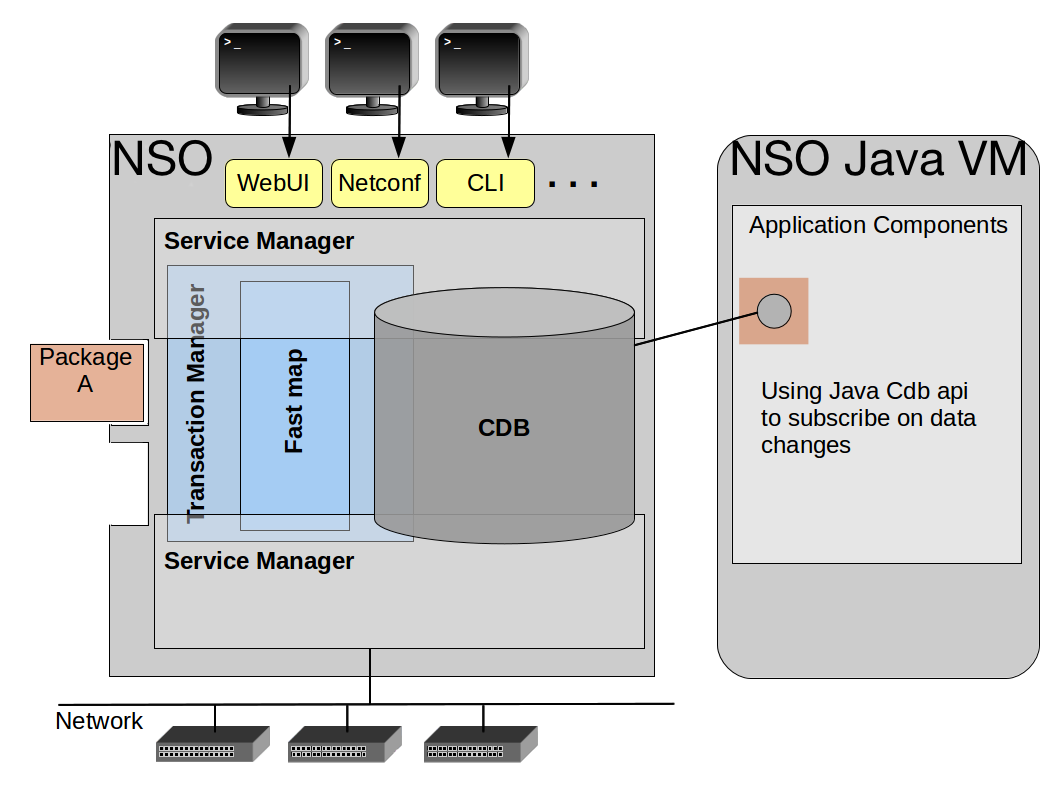 >_
>_
>_
NSO
WebUI
Netconf
CLI
. . .
Service Manager
Transaction Manager
Fast map
CDB
Service Manager
Package
A
Network
NSO Java VM
Application Components
Using Java Cdb api
to subscribe on data
changes